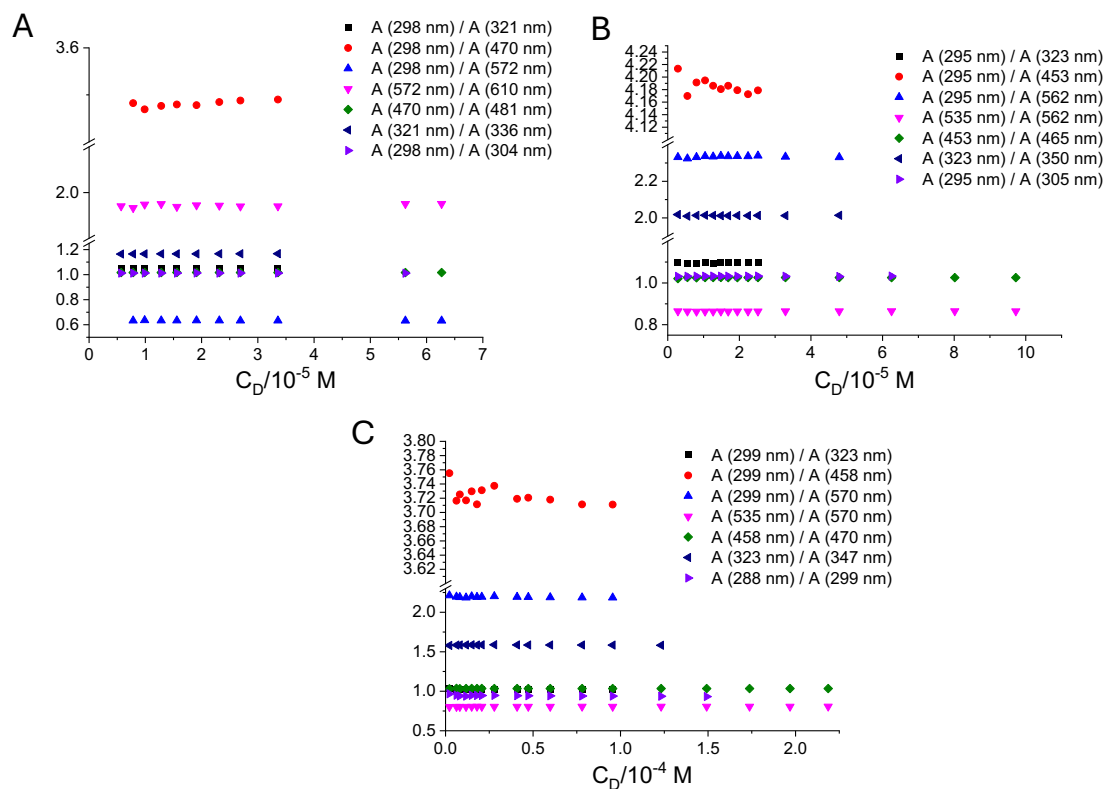 A
A (298 nm) / A (321 nm)
A (298 nm) / A (470 nm)
A (298 nm) / A (572 nm)
A (572 nm) / A (610 nm)
A (470 nm) / A (481 nm)
A (321 nm) / A (336 nm)
A (298 nm) / A (304 nm)
3.6
2.0
1.2
1.0
0.8
0.6
0 1 2 3 4 5 6 7
C_D/10^-5 M
B
A (295 nm) / A (323 nm)
A (295 nm) / A (453 nm)
A (295 nm) / A (562 nm)
A (535 nm) / A (562 nm)
A (453 nm) / A (465 nm)
A (323 nm) / A (350 nm)
A (295 nm) / A (305 nm)
4.24
4.22
4.20
4.18
4.16
4.14
4.12
2.2
2.0
1.0
0.8
0 2 4 6 8 10
C_D/10^-5 M
C
A (299 nm) / A (323 nm)
A (299 nm) / A (458 nm)
A (299 nm) / A (570 nm)
A (535 nm) / A (570 nm)
A (458 nm) / A (470 nm)
A (323 nm) / A (347 nm)
A (288 nm) / A (299 nm)
3.80
3.78
3.76
3.74
3.72
3.70
3.68
3.66
3.64
3.62
2.0
1.5
1.0
0.5
0.0 0.5 1.0 1.5 2.0
C_D/10^-4 M